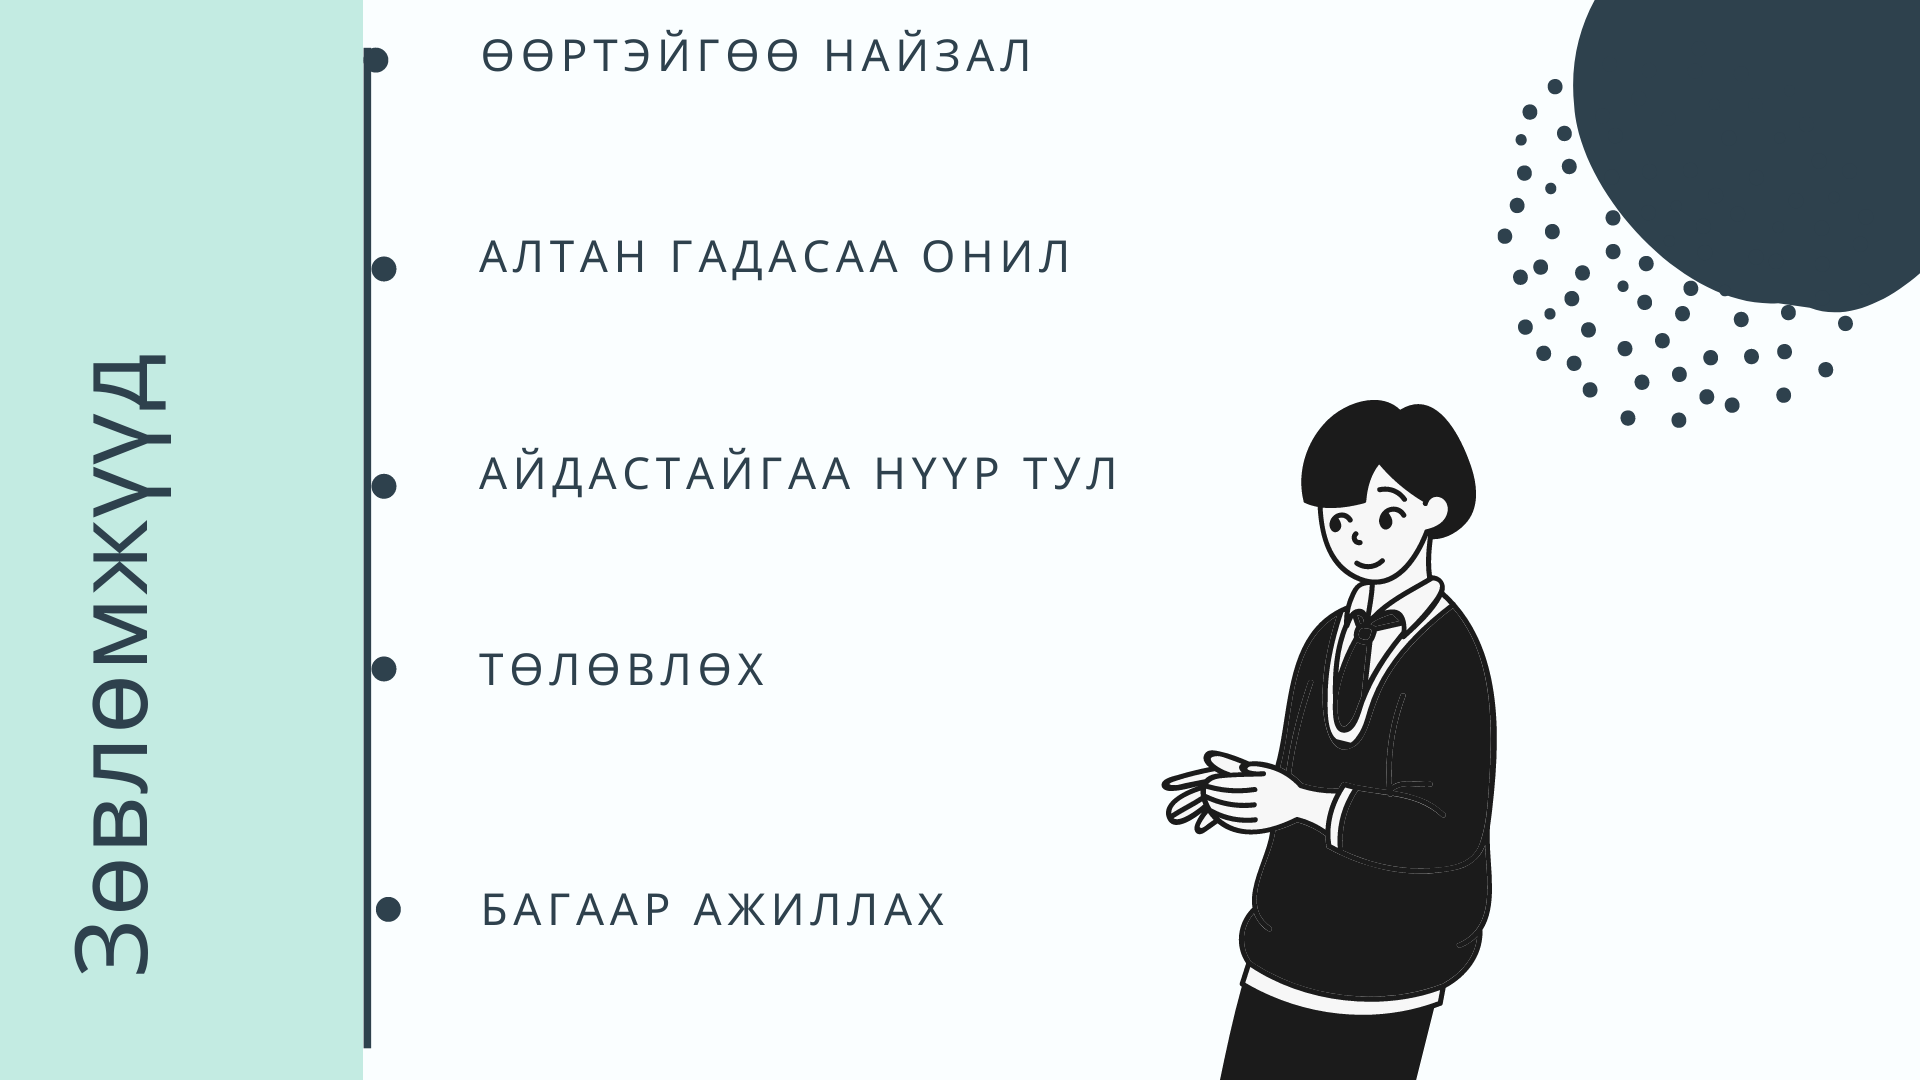 Зөвлөмжүүд
ӨӨРТЭЙГӨӨ НАЙЗАЛ
АЛТАН ГАДАСАА ОНИЛ
АЙДАСТАЙГАА НҮҮР ТУЛ
ТӨЛӨВЛӨХ
БАГААР АЖИЛЛАХ